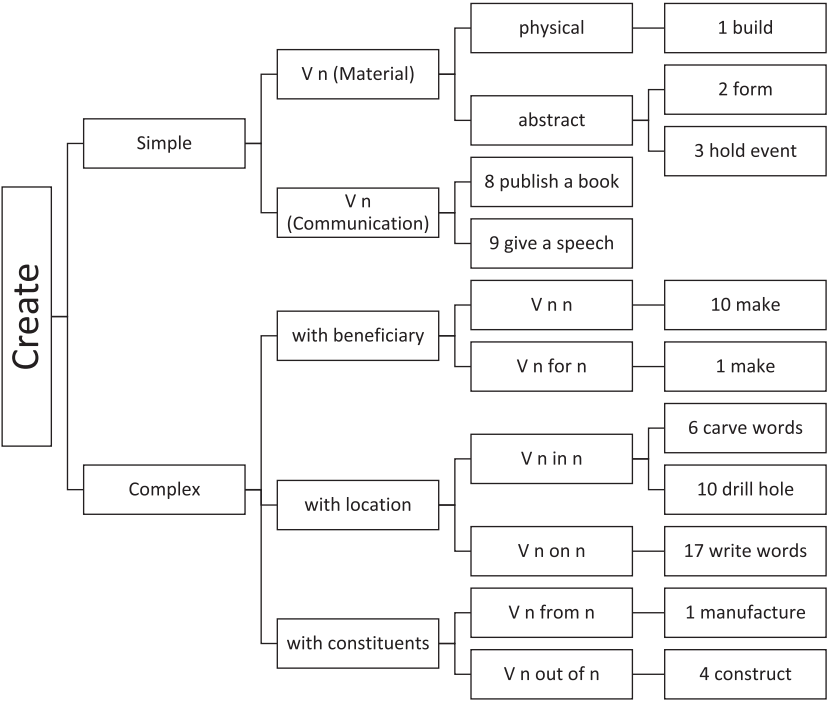 Create
Simple
V n (Material)
physical
1 build
abstract
2 form
3 hold event
V n
(Communication)
8 publish a book
9 give a speech
Complex
with beneficiary
V n n
10 make
V n for n
1 make
with location
V n in n
6 carve words
10 drill hole
V n on n
17 write words
with constituents
V n from n
1 manufacture
V n out of n
4 construct